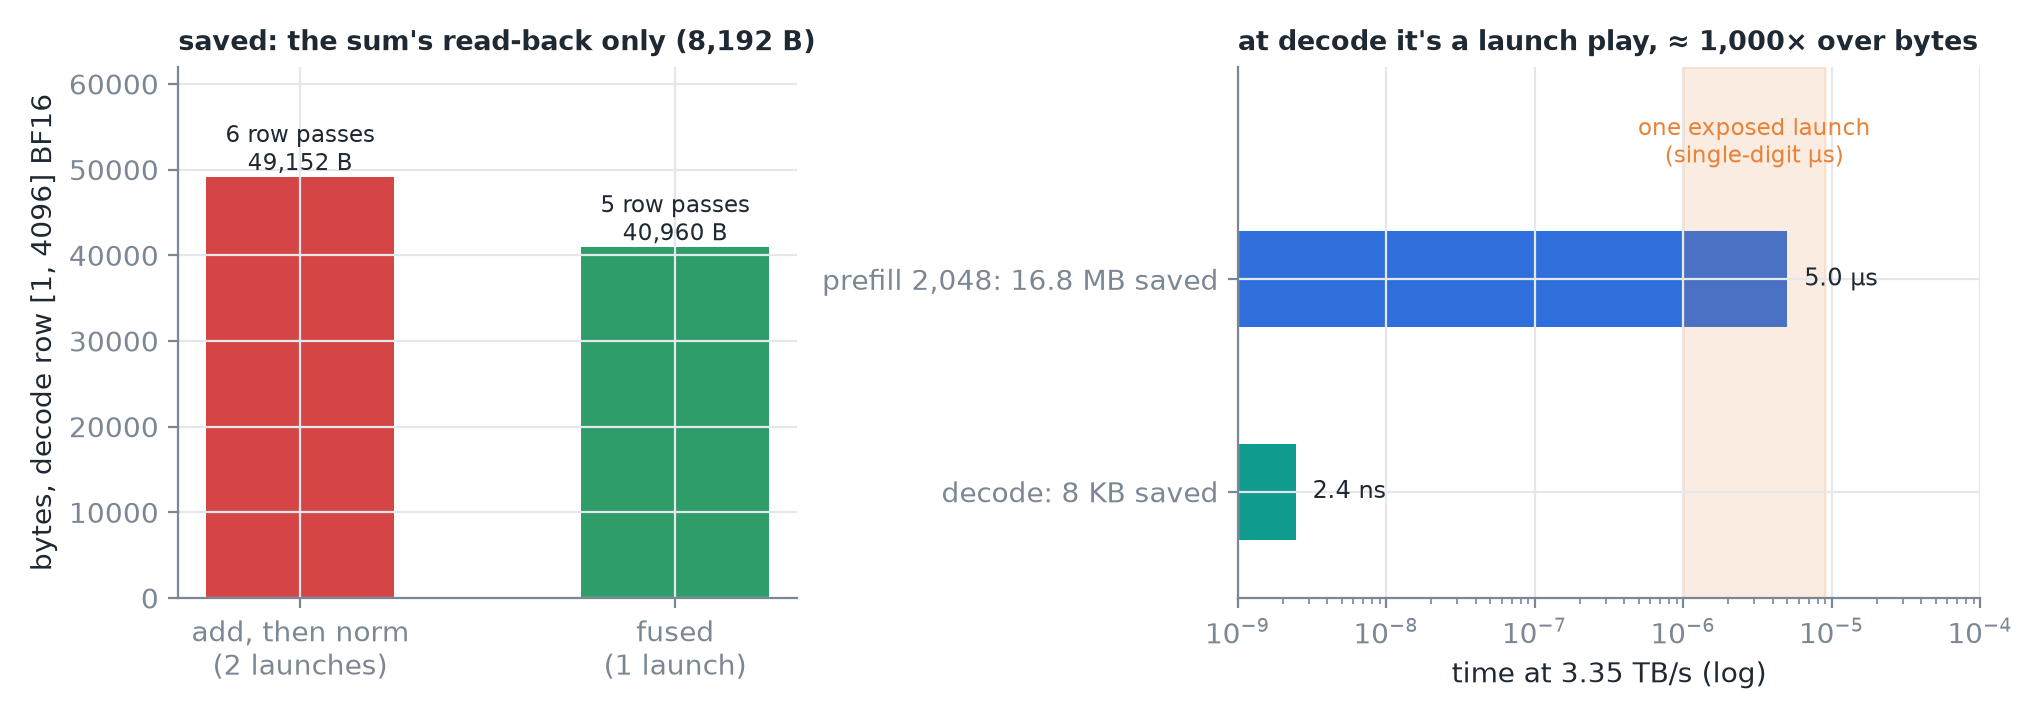 saved: the sum's read-back only (8,192 B)
bytes, decode row [1, 4096] BF16
60000
50000
40000
30000
20000
10000
0
6 row passes
49,152 B
5 row passes
40,960 B
add, then norm
(2 launches)
fused
(1 launch)
at decode it's a launch play, ≈ 1,000× over bytes
one exposed launch
(single-digit µs)
prefill 2,048: 16.8 MB saved
5.0 µs
decode: 8 KB saved
2.4 ns
10⁻⁹
10⁻⁸
10⁻⁷
10⁻⁶
10⁻⁵
10⁻⁴
time at 3.35 TB/s (log)